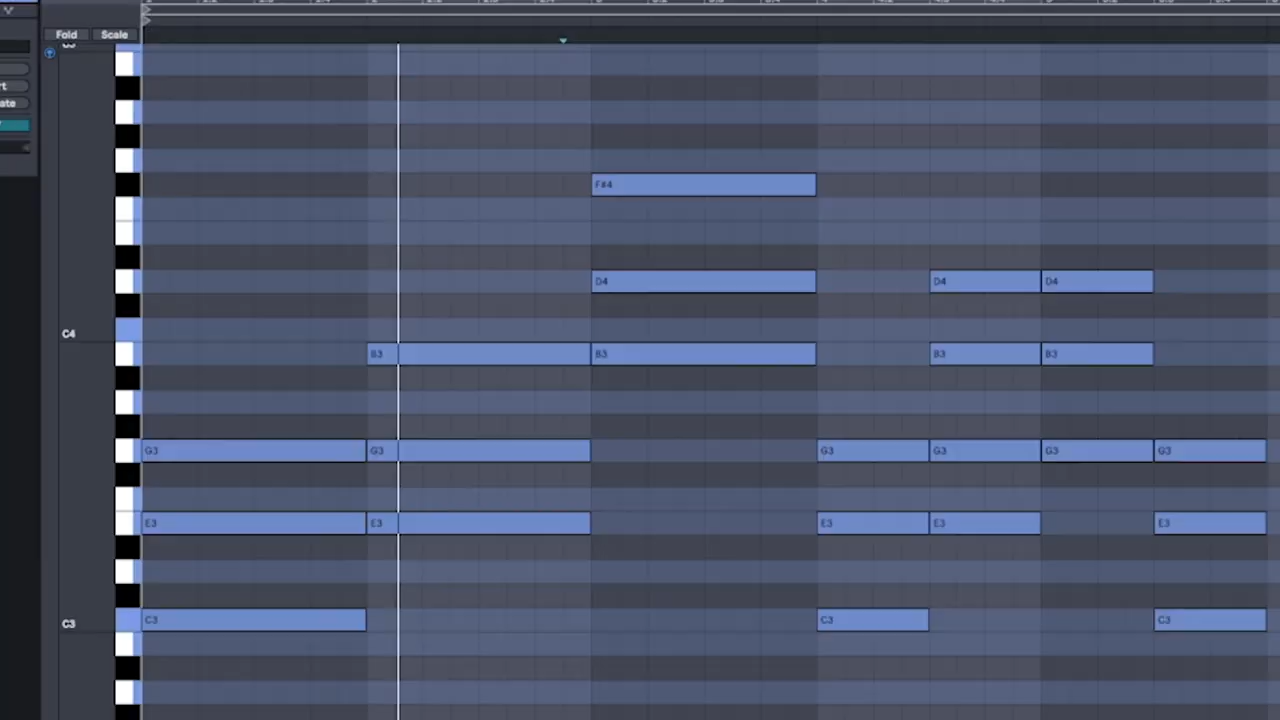 Fold Scale
F#4
D4 D4 D4
C4
B3 B3 B3 B3
G3 G3 G3 G3 G3 G3
E3 E3 E3 E3 E3
C3 C3 C3 C3